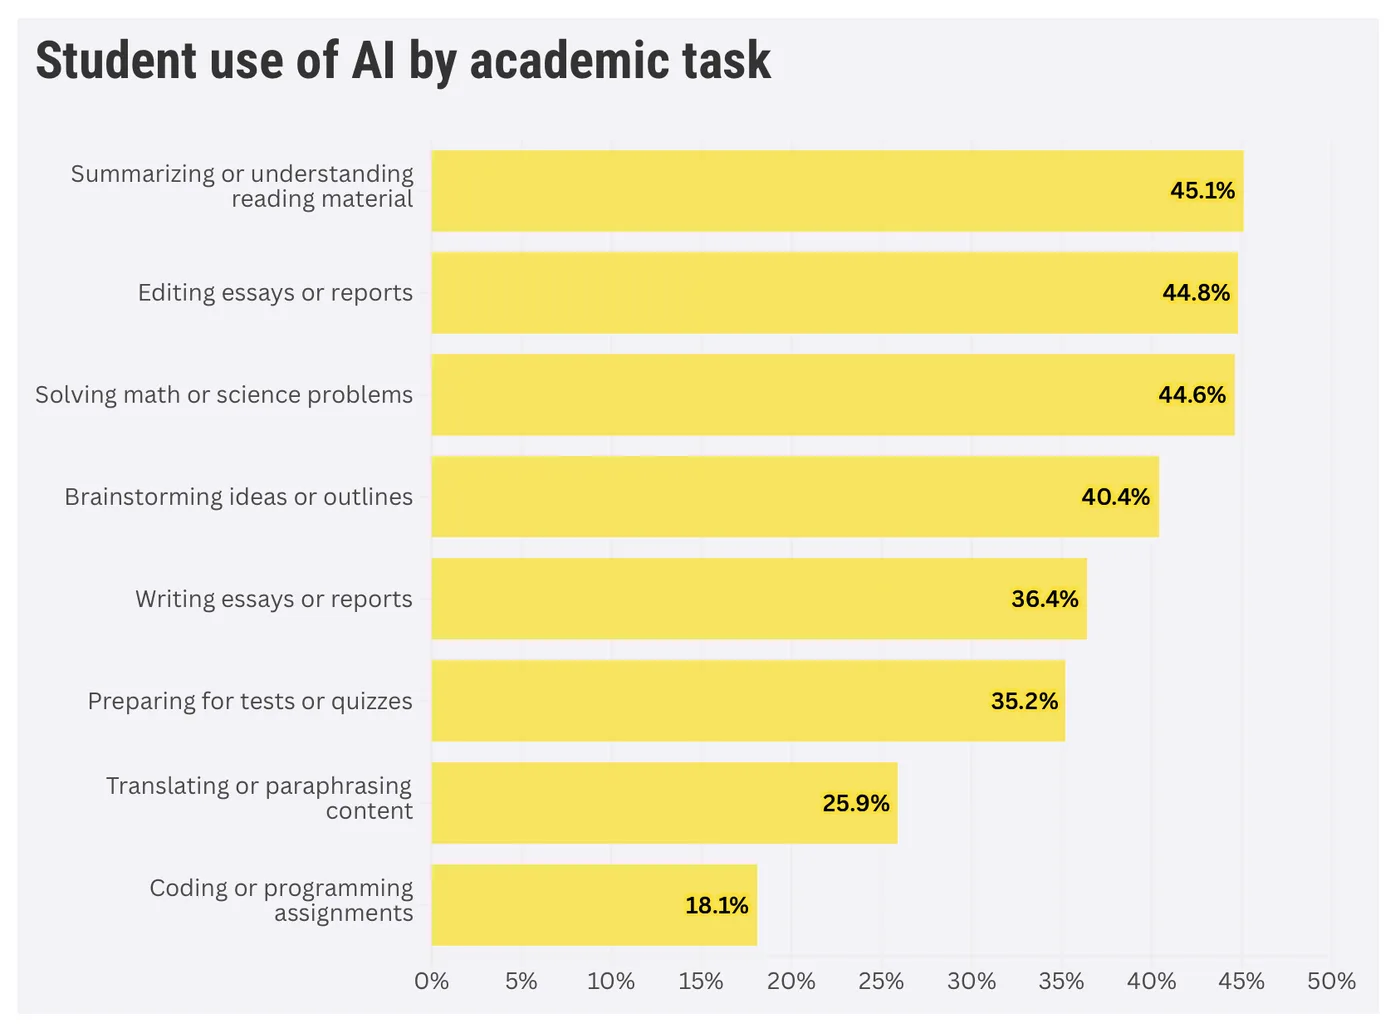 Student use of AI by academic task
Summarizing or understanding
reading material
45.1%
Editing essays or reports
44.8%
Solving math or science problems
44.6%
Brainstorming ideas or outlines
40.4%
Writing essays or reports
36.4%
Preparing for tests or quizzes
35.2%
Translating or paraphrasing
content
25.9%
Coding or programming
assignments
18.1%
0% 5% 10% 15% 20% 25% 30% 35% 40% 45% 50%